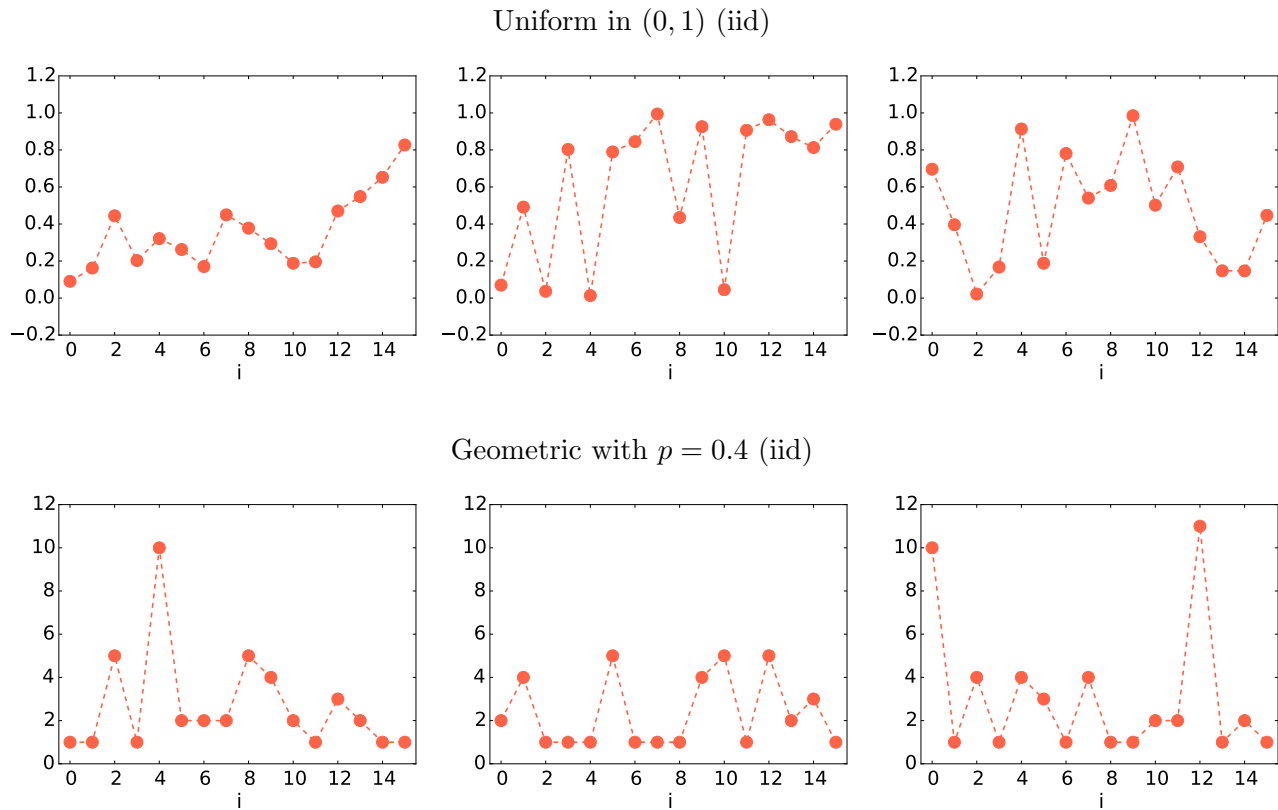 Uniform in (0, 1) (iid)
1.2 1.2 1.2
1.0 1.0 1.0
0.8 0.8 0.8
0.6 0.6 0.6
0.4 0.4 0.4
0.2 0.2 0.2
0.0 0.0 0.0
−0.2 −0.2 −0.2
0 2 4 6 8 10 12 14 0 2 4 6 8 10 12 14 0 2 4 6 8 10 12 14
i i i
Geometric with p = 0.4 (iid)
12 12 12
10 10 10
8 8 8
6 6 6
4 4 4
2 2 2
0 0 0
0 2 4 6 8 10 12 14 0 2 4 6 8 10 12 14 0 2 4 6 8 10 12 14
i i i